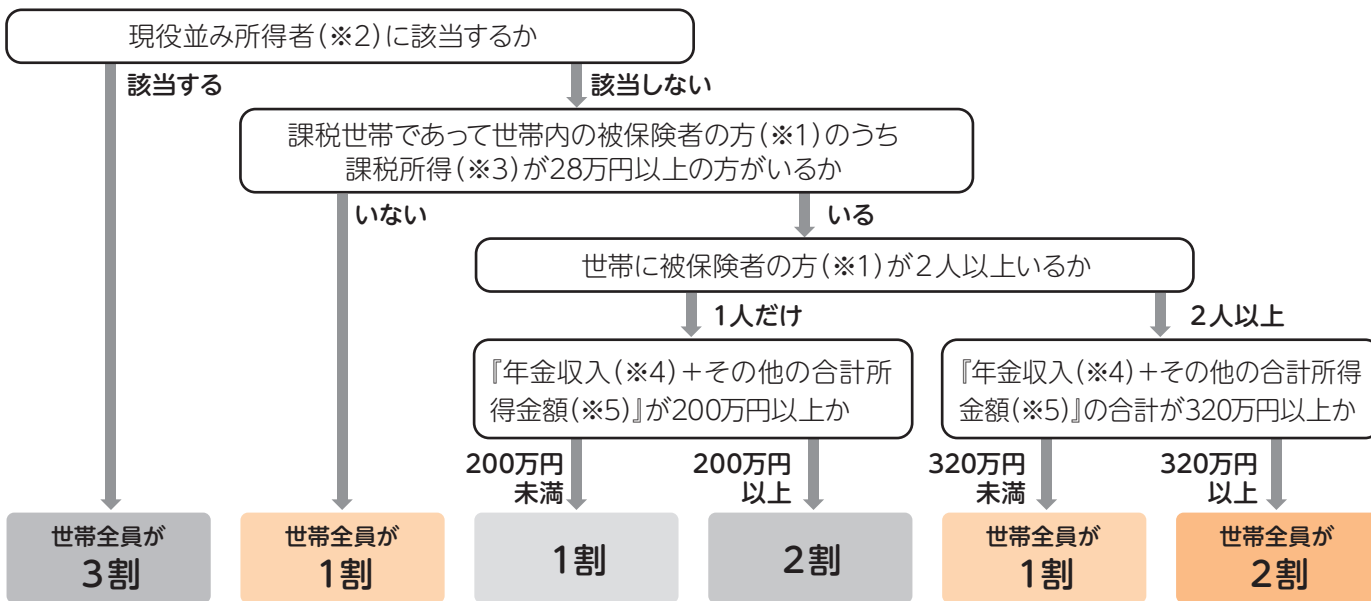 現役並み所得者(※2)に該当するか
該当する
該当しない
課税世帯であって世帯内の被保険者の方(※1)のうち
課税所得(※3)が28万円以上の方がいるか
いない
いる
世帯に被保険者の方(※1)が2人以上いるか
1人だけ
2人以上
『年金収入(※4)+その他の合計所
得金額(※5)』が200万円以上か
『年金収入(※4)+その他の合計所得
金額(※5)』の合計が320万円以上か
200万円
未満
200万円
以上
320万円
未満
320万円
以上
世帯全員が
3割
世帯全員が
1割
1割
2割
世帯全員が
1割
世帯全員が
2割